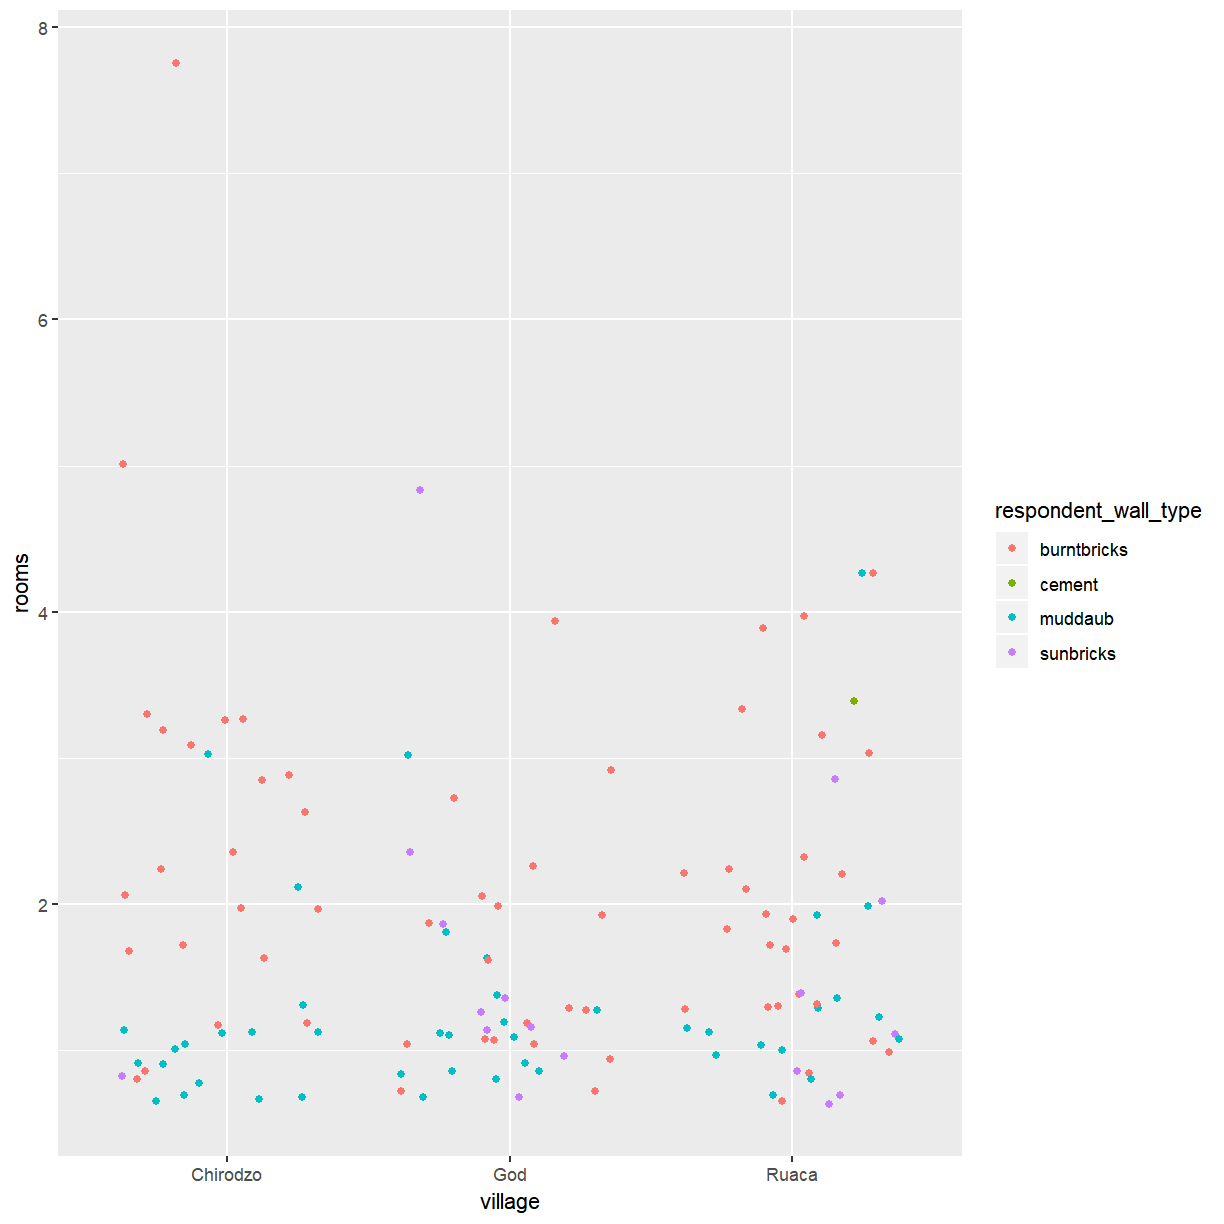 8
6
4
2
rooms
Chirodzo
God
Ruaca
village
respondent_wall_type
burntbricks
cement
muddaub
sunbricks